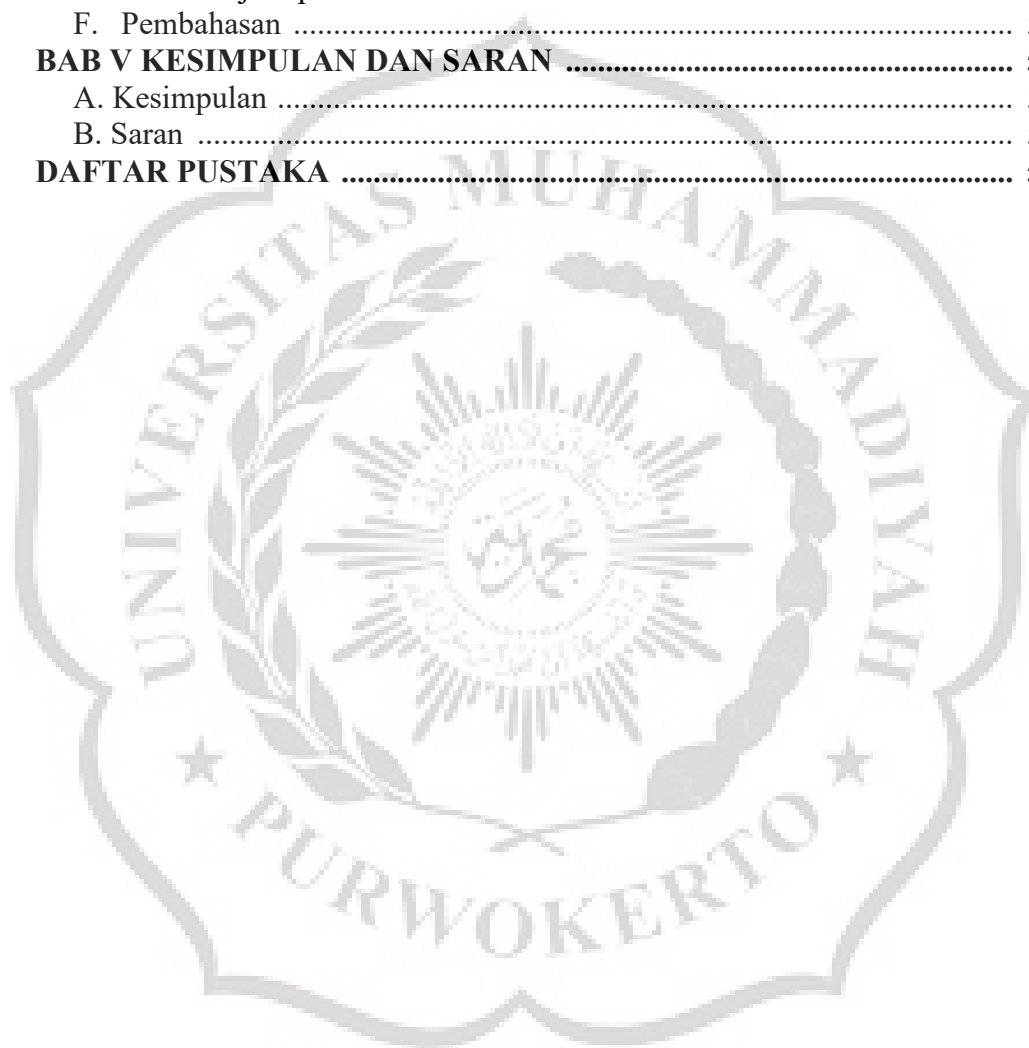 F. Pembahasan ........................................................................................
BAB V KESIMPULAN DAN SARAN .......................................................
A. Kesimpulan ..........................................................................................
B. Saran ....................................................................................................
DAFTAR PUSTAKA ...................................................................................
UNIVERSITAS MUHAMMADIYAH
PURWOKERTO